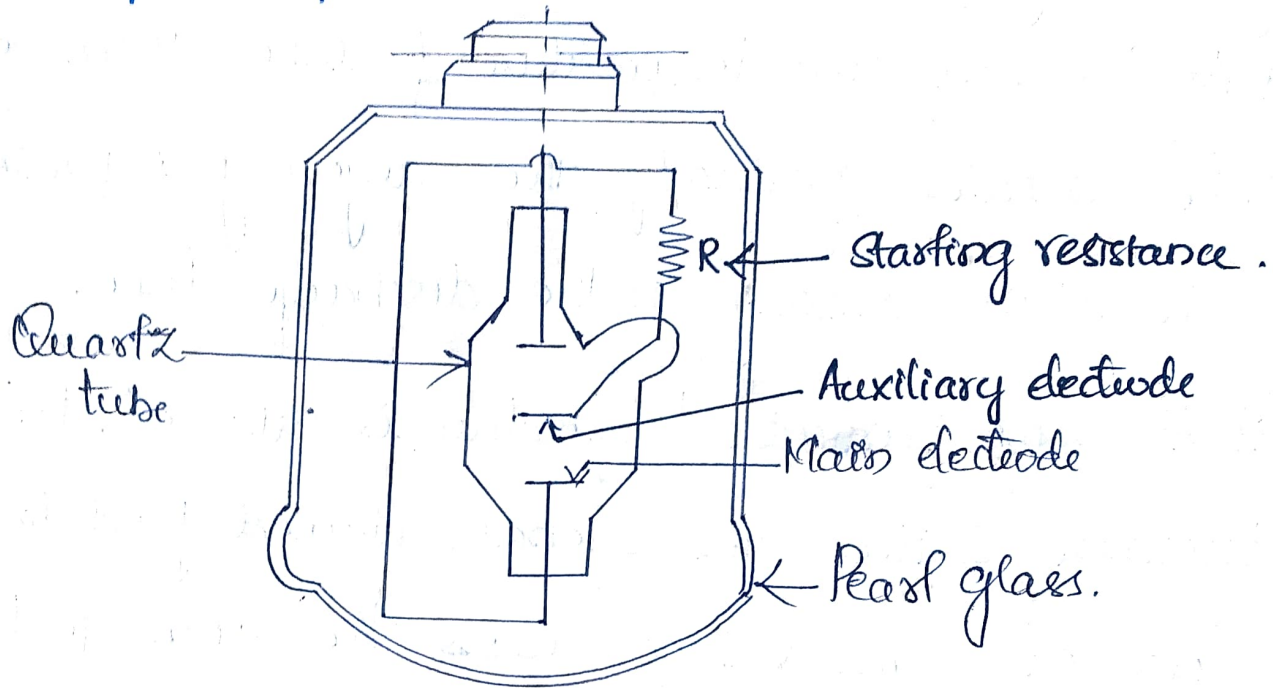 R
Starting resistance.
Quartz
tube
Auxiliary electrode
Main electrode
Pearl glass.